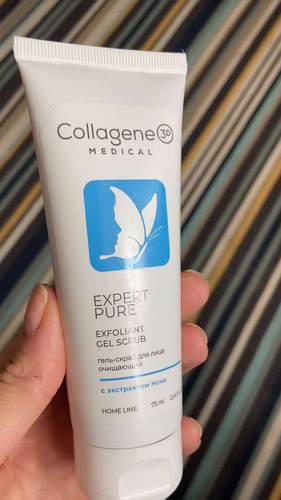 Collagene 3D
MEDICAL
EXPERT
PURE
EXFOLIANT
GEL SCRUB
гель-скраб для лица
очищающий
с экстрактом Нони
HOME LINE 75 ml